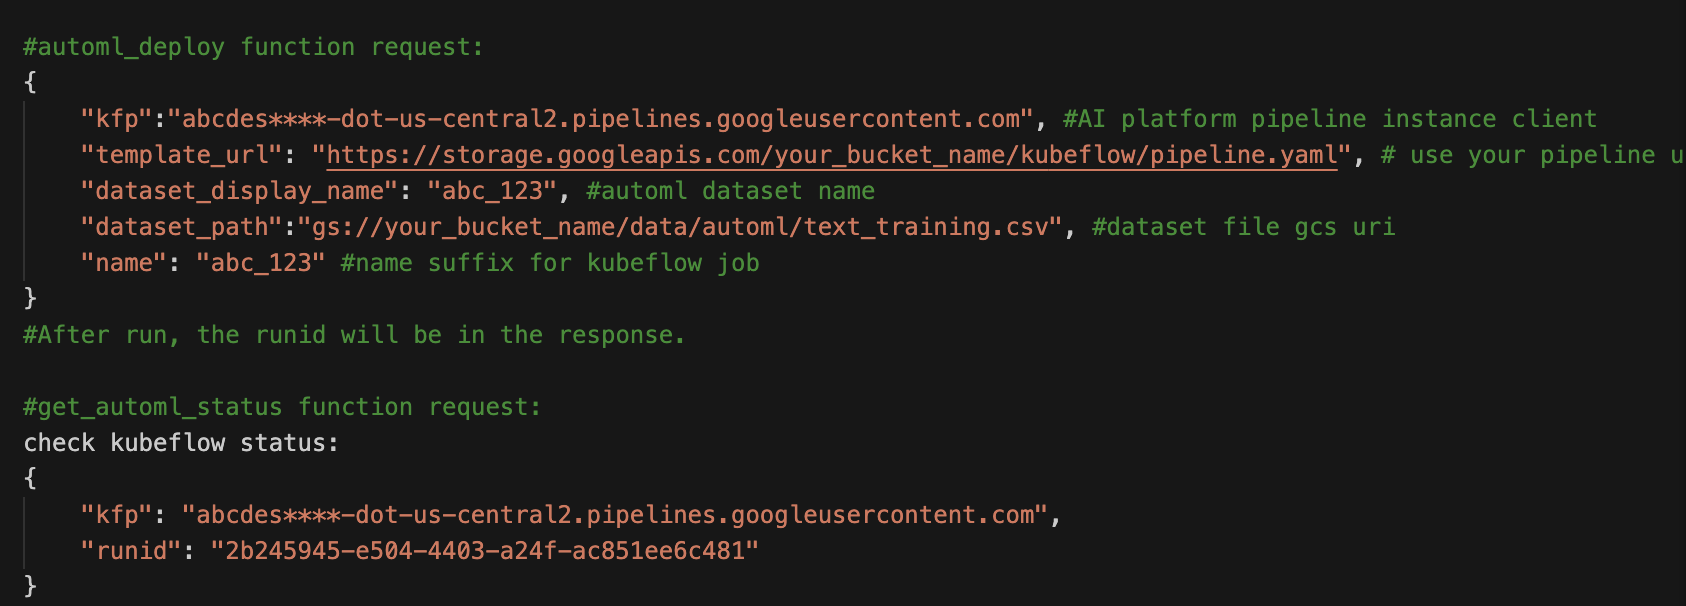 #automl_deploy function request:
{
"kfp":"abcdes****-dot-us-central2.pipelines.googleusercontent.com", #AI platform pipeline instance client
"template_url": "https://storage.googleapis.com/your_bucket_name/kubeflow/pipeline.yaml", # use your pipeline u
"dataset_display_name": "abc_123", #automl dataset name
"dataset_path":"gs://your_bucket_name/data/automl/text_training.csv", #dataset file gcs uri
"name": "abc_123" #name suffix for kubeflow job
}
#After run, the runid will be in the response.
#get_automl_status function request:
check kubeflow status:
{
"kfp": "abcdes****-dot-us-central2.pipelines.googleusercontent.com",
"runid": "2b245945-e504-4403-a24f-ac851ee6c481"
}